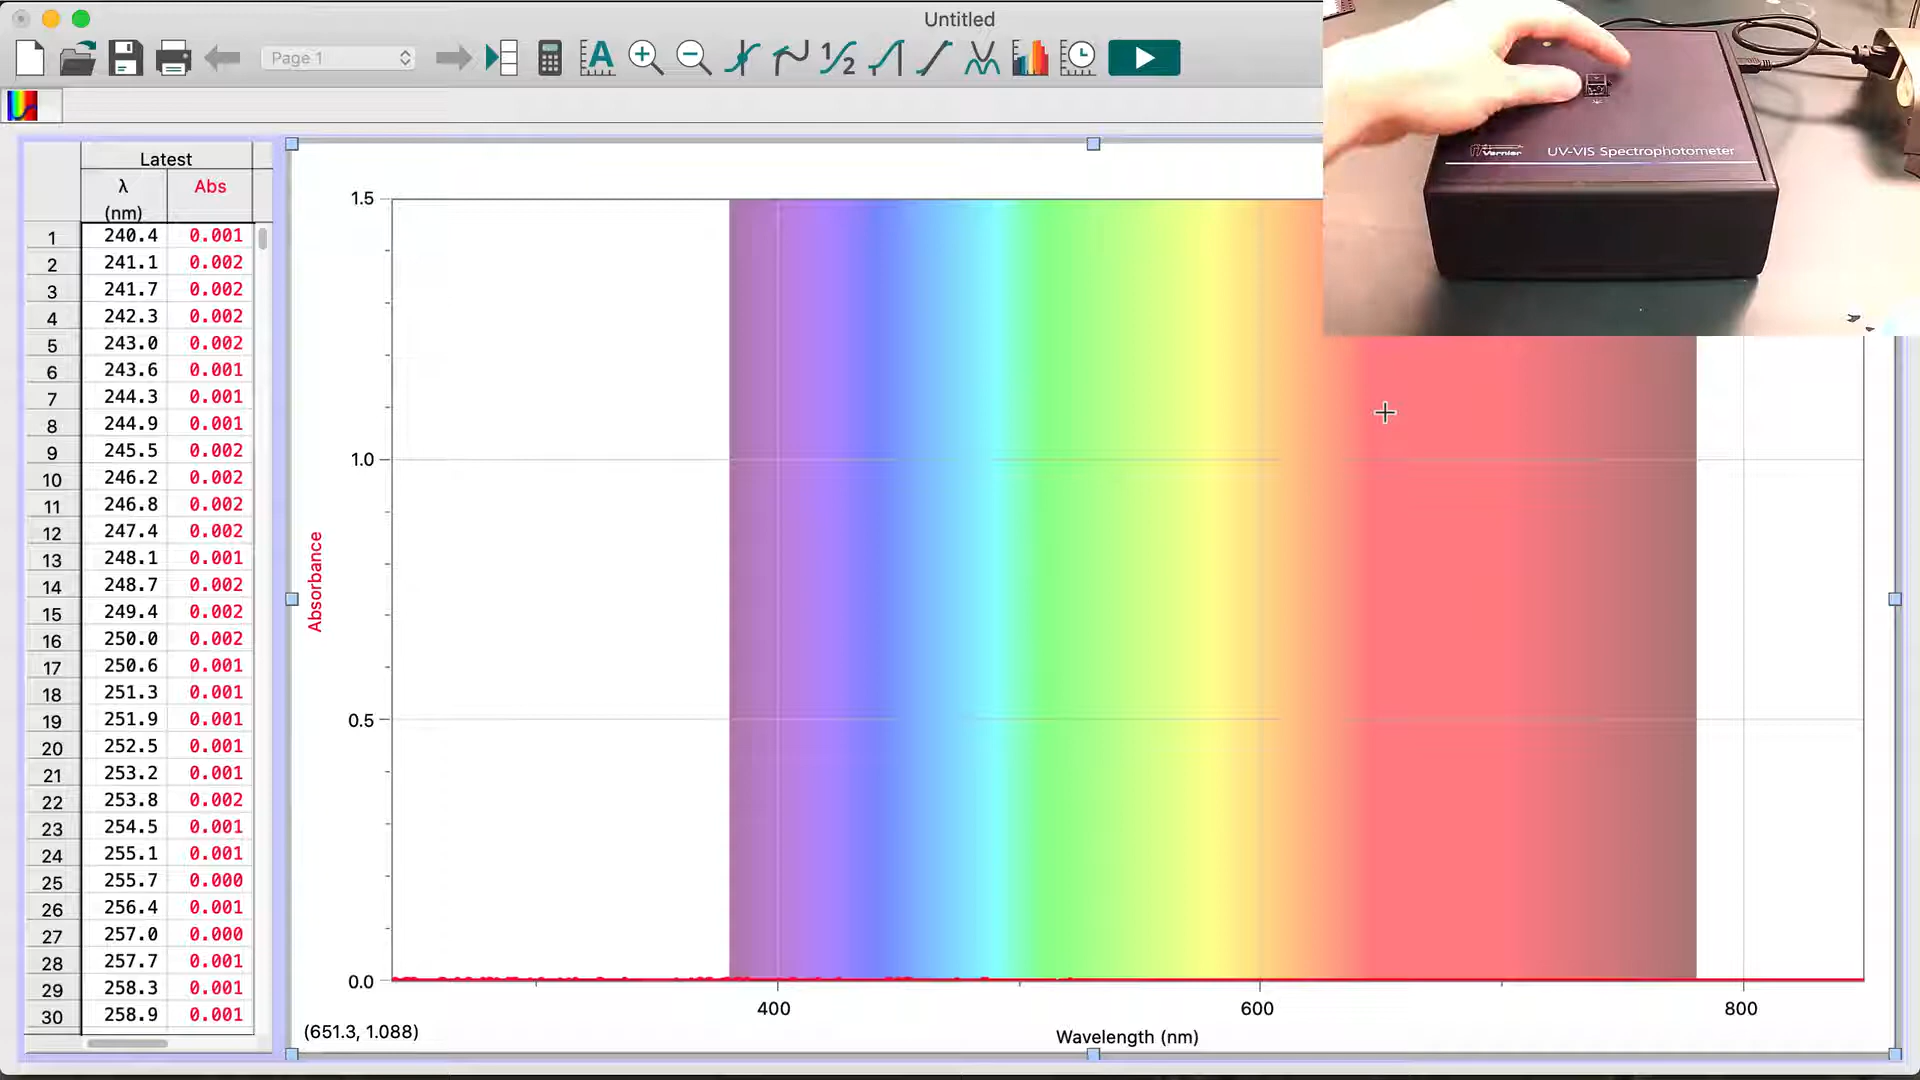 Untitled
Page 1
A
1/2
Vernier
UV-VIS Spectrophotometer
Latest
λ Abs
(nm)
1 240.4 0.001
2 241.1 0.002
3 241.7 0.002
4 242.3 0.002
5 243.0 0.002
6 243.6 0.001
7 244.3 0.001
8 244.9 0.001
9 245.5 0.002
10 246.2 0.002
11 246.8 0.002
12 247.4 0.002
13 248.1 0.001
14 248.7 0.002
15 249.4 0.002
16 250.0 0.002
17 250.6 0.001
18 251.3 0.001
19 251.9 0.001
20 252.5 0.001
21 253.2 0.001
22 253.8 0.002
23 254.5 0.001
24 255.1 0.001
25 255.7 0.000
26 256.4 0.001
27 257.0 0.000
28 257.7 0.001
29 258.3 0.001
30 258.9 0.001
Absorbance
1.5
1.0
0.5
0.0
400 600 800
(651.3, 1.088)
Wavelength (nm)